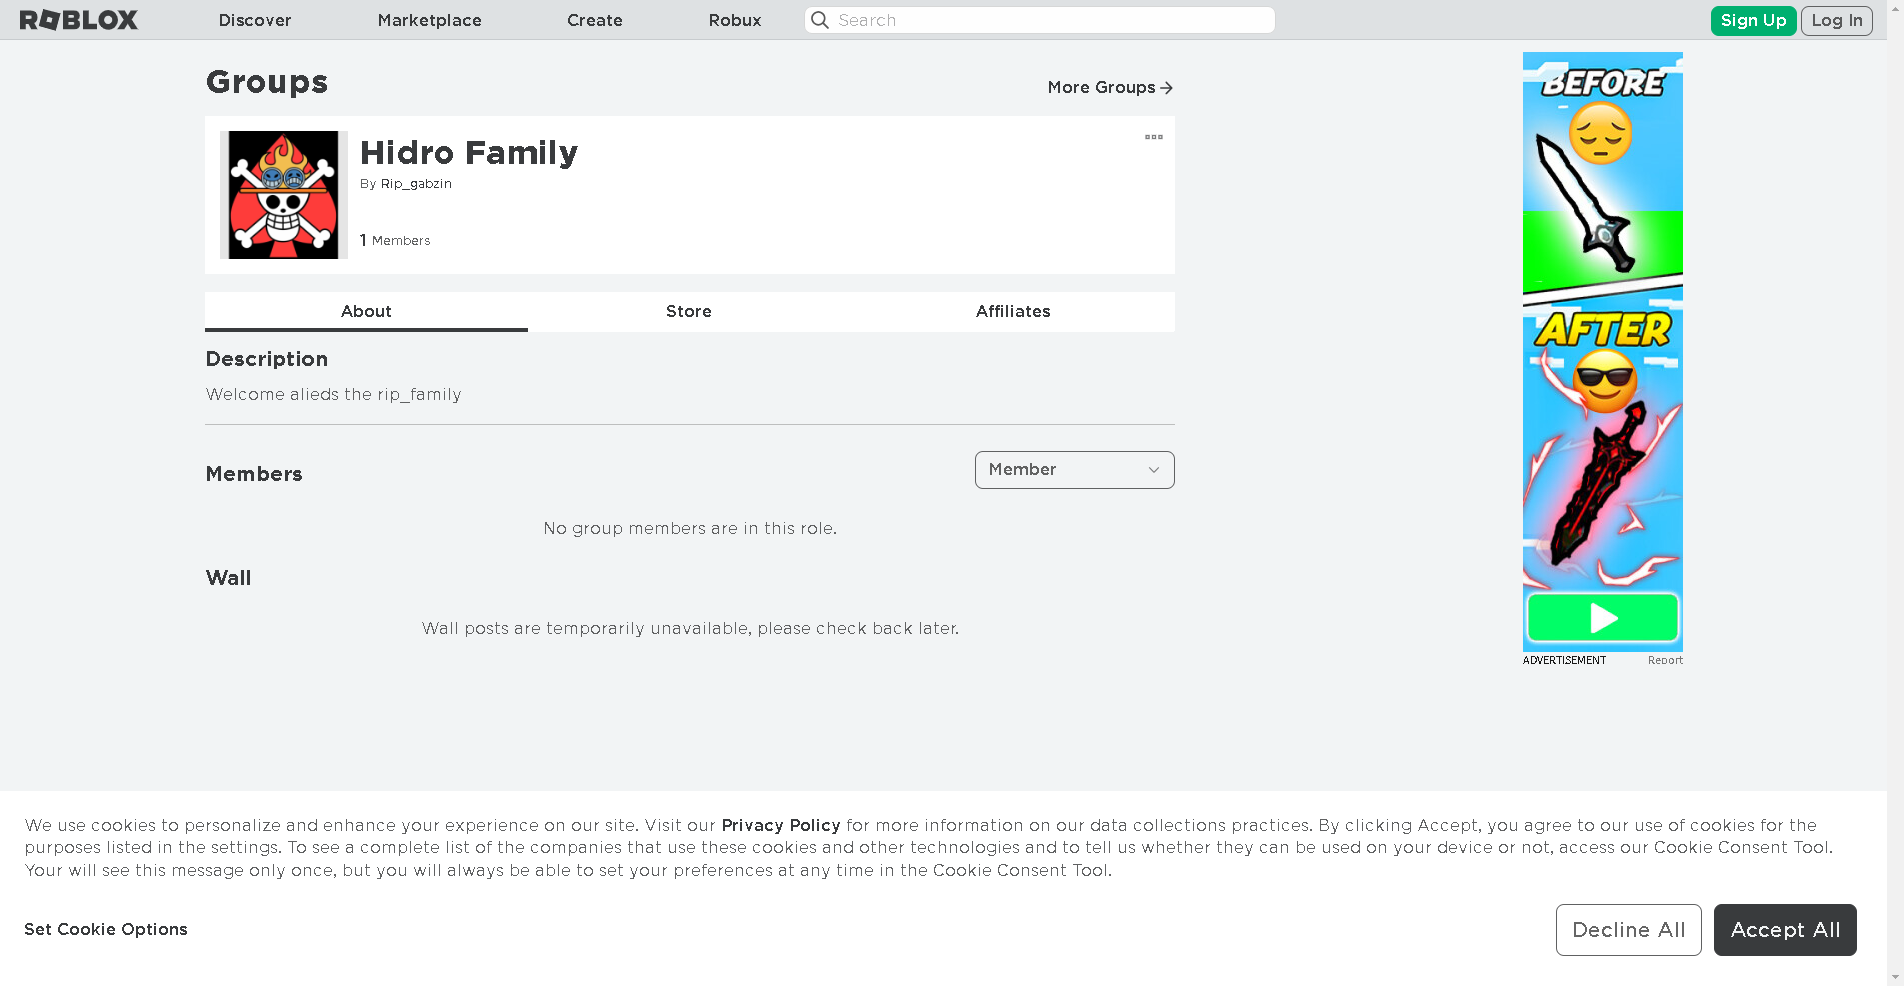 ROBLOX Discover Marketplace Create Robux Search Sign Up Log In
Groups
More Groups
Hidro Family
By Rip_gabzin
1 Members
About Store Affiliates
Description
Welcome alieds the rip_family
Members
Member
No group members are in this role.
Wall
Wall posts are temporarily unavailable, please check back later.
BEFORE
AFTER
ADVERTISEMENT Report
We use cookies to personalize and enhance your experience on our site. Visit our Privacy Policy for more information on our data collections practices. By clicking Accept, you agree to our use of cookies for the
purposes listed in the settings. To see a complete list of the companies that use these cookies and other technologies and to tell us whether they can be used on your device or not, access our Cookie Consent Tool.
Your will see this message only once, but you will always be able to set your preferences at any time in the Cookie Consent Tool.
Set Cookie Options
Decline All
Accept All